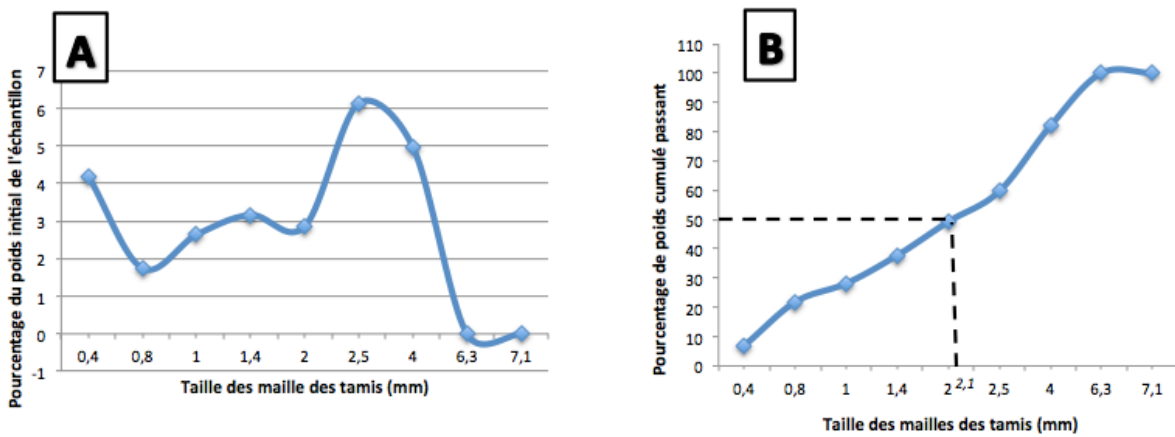 A
Pourcentage du poids initial de l'échantillon
7
6
5
4
3
2
1
0
-1
0,4 0,8 1 1,4 2 2,5 4 6,3 7,1
Taille des maille des tamis (mm)
B
Pourcentage de poids cumulé passant
110
100
90
80
70
60
50
40
30
20
10
0
0,4 0,8 1 1,4 2 2,1 2,5 4 6,3 7,1
Taille des mailles des tamis (mm)